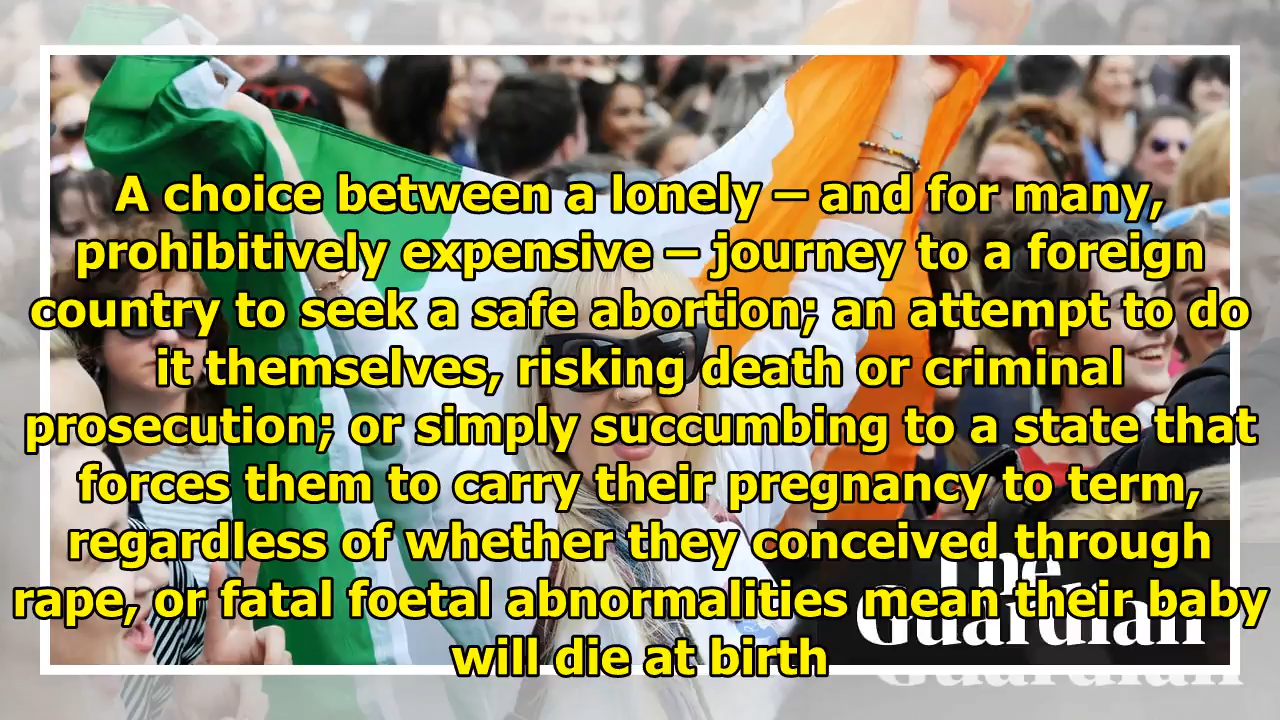 A choice between a lonely – and for many,
prohibitively expensive – journey to a foreign
country to seek a safe abortion; an attempt to do
it themselves, risking death or criminal
prosecution; or simply succumbing to a state that
forces them to carry their pregnancy to term,
regardless of whether they conceived through
rape, or fatal foetal abnormalities mean their baby
will die at birth
The
Guardian
Guardian